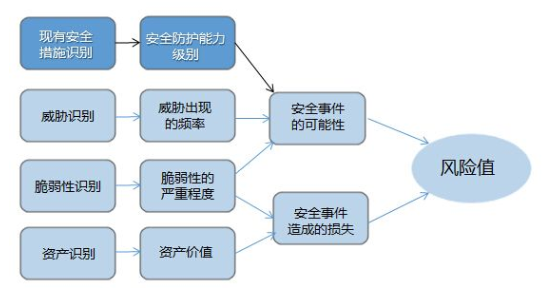 现有安全
措施识别
安全防护能力
级别
威胁识别
威胁出现
的频率
安全事件
的可能性
脆弱性识别
脆弱性的
严重程度
风险值
安全事件
造成的损失
资产识别
资产价值